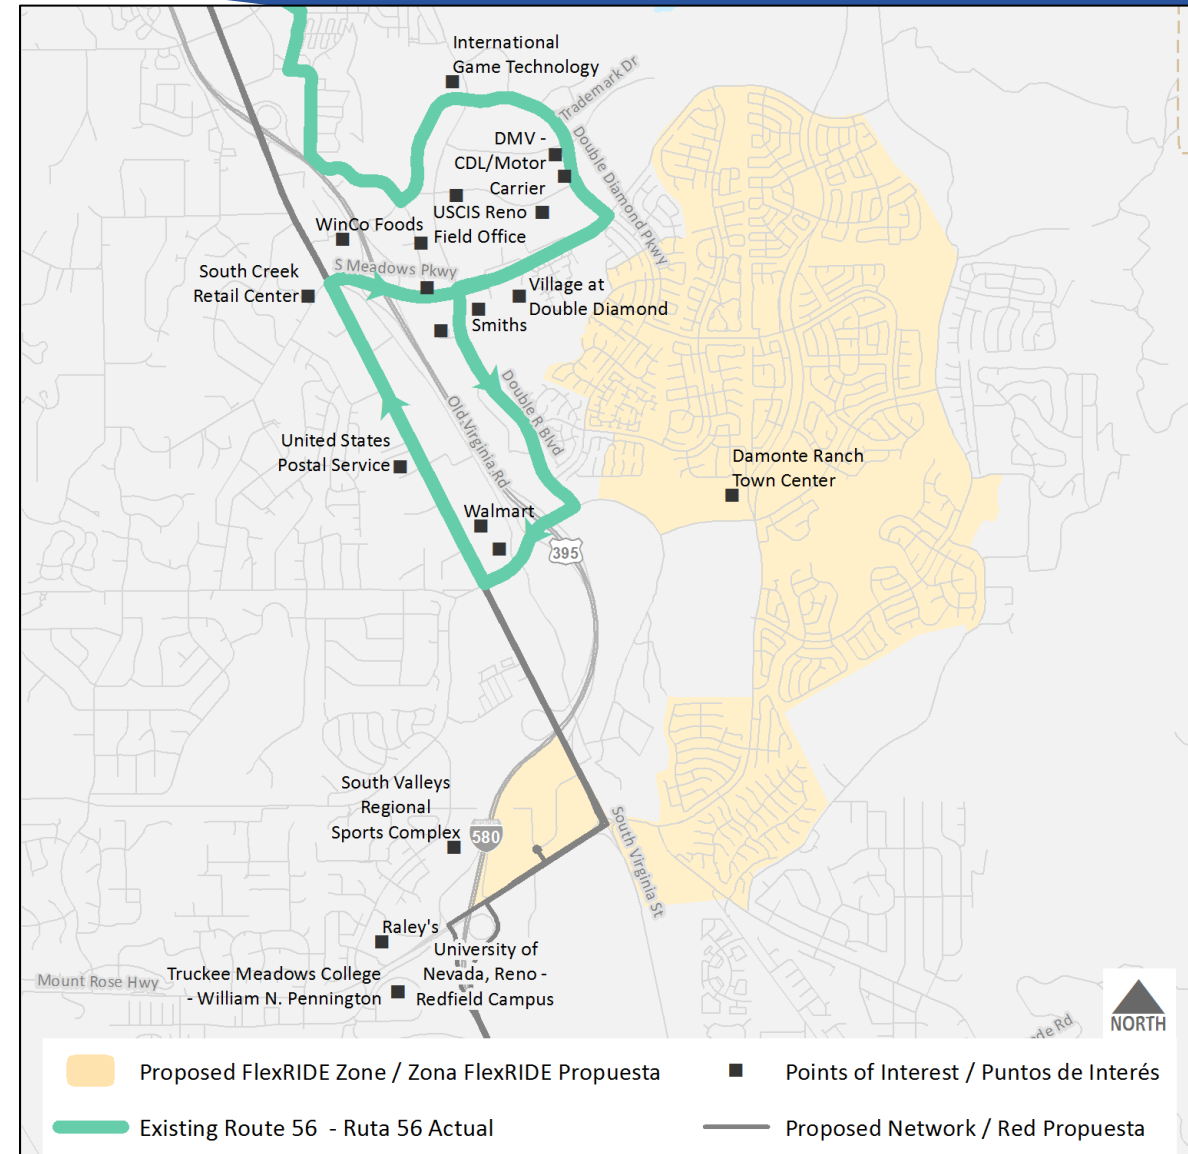 International
Game Technology
Trademark Dr
Double Diamond Pkwy
DMV -
CDL/Motor
Carrier
USCIS Reno
Field Office
WinCo Foods
S Meadows Pkwy
South Creek
Retail Center
Village at
Double Diamond
Smiths
Double R Blvd
Old Virginia Rd
United States
Postal Service
Damonte Ranch
Town Center
Walmart
395
South Valleys
Regional
Sports Complex
580
South Virginia St
Raley's
University of
Nevada, Reno -
Redfield Campus
Truckee Meadows College
- William N. Pennington
Mount Rose Hwy
NORTH
Proposed FlexRIDE Zone / Zona FlexRIDE Propuesta
Points of Interest / Puntos de Interés
Existing Route 56 - Ruta 56 Actual
Proposed Network / Red Propuesta